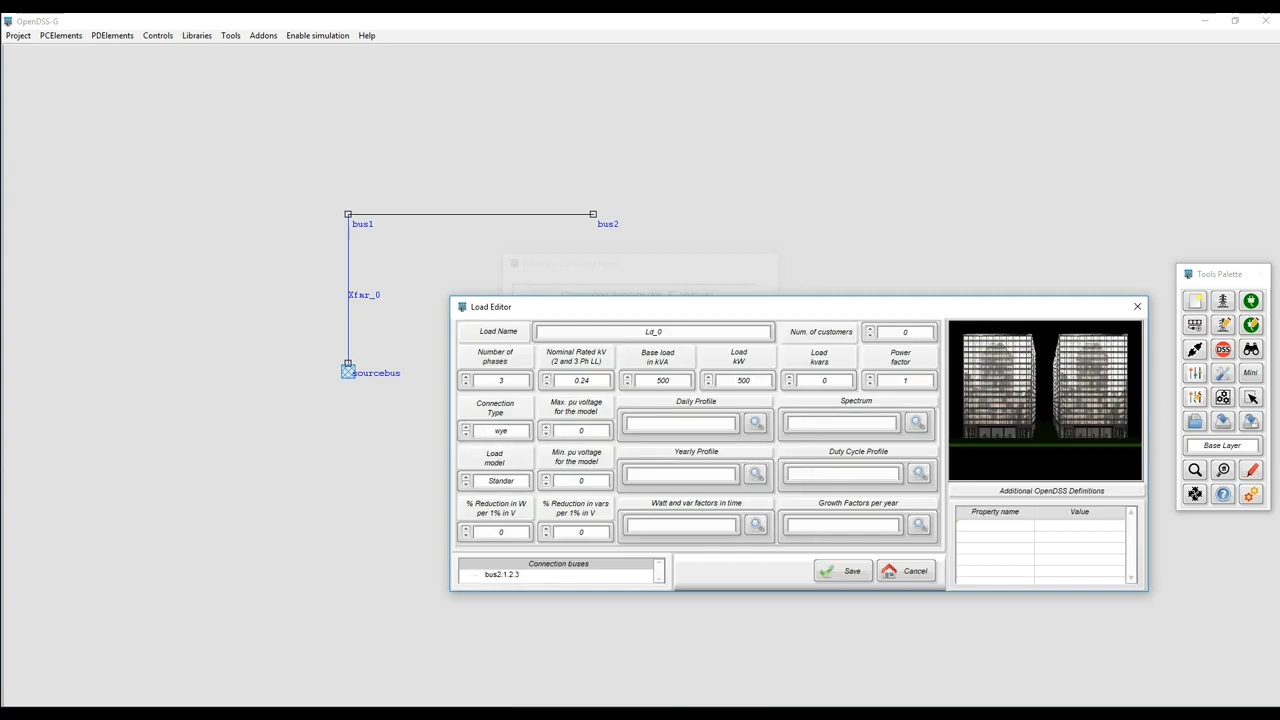 OpenDSS-G
Project PCElements PDElements Controls Libraries Tools Addons Enable simulation Help
bus1
bus2
Xfmr_0
sourcebus
Load Editor
Load Name Ld_0 Num. of customers 0
Number of phases
3
Nominal Rated kV (2 and 3 Ph LL)
0.24
Base load in kVA
500
Load kW
500
Load kvars
0
Power factor
1
Connection Type
wye
Max. pu voltage for the model
0
Daily Profile
Spectrum
Load model
Standar
Min. pu voltage for the model
0
Yearly Profile
Duty Cycle Profile
% Reduction in W per 1% in V
0
% Reduction in vars per 1% in V
0
Watt and var factors in time
Growth Factors per year
Connection buses
bus2.1.2.3
Save
Cancel
Additional OpenDSS Definitions
Property name Value
Tools Palette
DSS
Mini
Base Layer